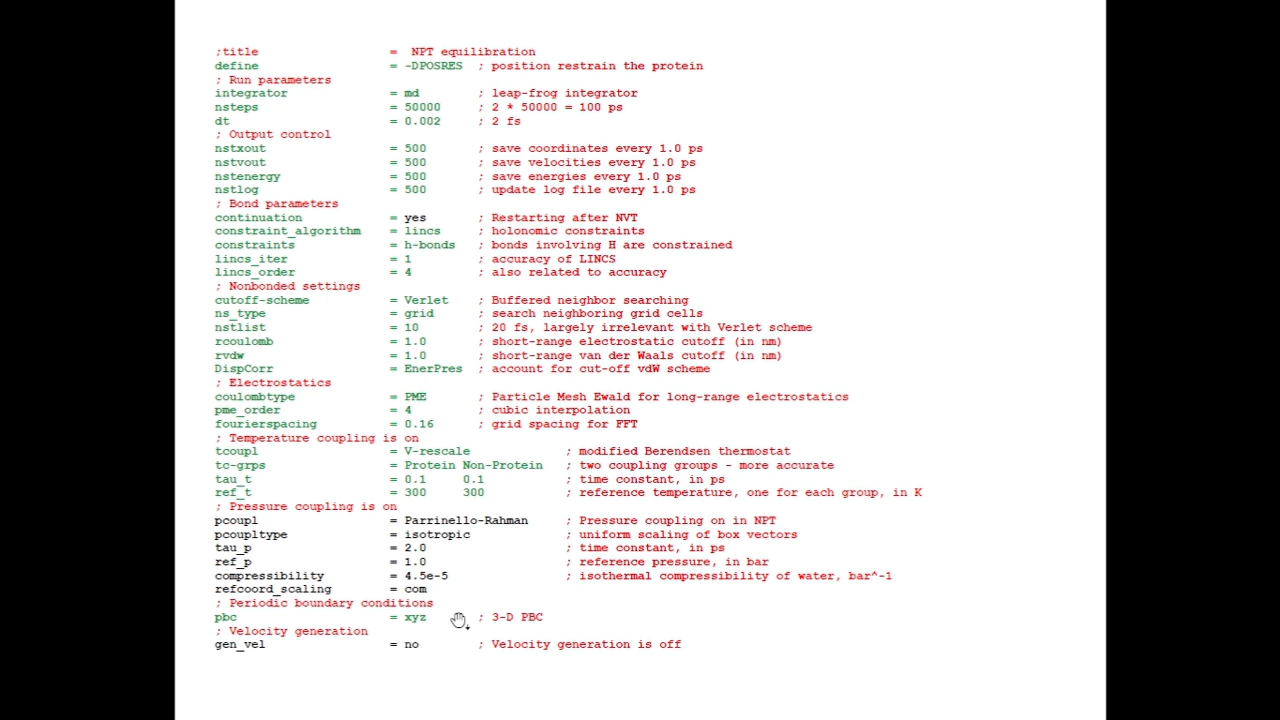 ;title = NPT equilibration
define = -DPOSRES ; position restrain the protein
; Run parameters
integrator = md ; leap-frog integrator
nsteps = 50000 ; 2 * 50000 = 100 ps
dt = 0.002 ; 2 fs
; Output control
nstxout = 500 ; save coordinates every 1.0 ps
nstvout = 500 ; save velocities every 1.0 ps
nstenergy = 500 ; save energies every 1.0 ps
nstlog = 500 ; update log file every 1.0 ps
; Bond parameters
continuation = yes ; Restarting after NVT
constraint_algorithm = lincs ; holonomic constraints
constraints = h-bonds ; bonds involving H are constrained
lincs_iter = 1 ; accuracy of LINCS
lincs_order = 4 ; also related to accuracy
; Nonbonded settings
cutoff-scheme = Verlet ; Buffered neighbor searching
ns_type = grid ; search neighboring grid cells
nstlist = 10 ; 20 fs, largely irrelevant with Verlet scheme
rcoulomb = 1.0 ; short-range electrostatic cutoff (in nm)
rvdw = 1.0 ; short-range van der Waals cutoff (in nm)
DispCorr = EnerPres ; account for cut-off vdW scheme
; Electrostatics
coulombtype = PME ; Particle Mesh Ewald for long-range electrostatics
pme_order = 4 ; cubic interpolation
fourierspacing = 0.16 ; grid spacing for FFT
; Temperature coupling is on
tcoupl = V-rescale ; modified Berendsen thermostat
tc-grps = Protein Non-Protein ; two coupling groups - more accurate
tau_t = 0.1 0.1 ; time constant, in ps
ref_t = 300 300 ; reference temperature, one for each group, in K
; Pressure coupling is on
pcoupl = Parrinello-Rahman ; Pressure coupling on in NPT
pcoupltype = isotropic ; uniform scaling of box vectors
tau_p = 2.0 ; time constant, in ps
ref_p = 1.0 ; reference pressure, in bar
compressibility = 4.5e-5 ; isothermal compressibility of water, bar^-1
refcoord_scaling = com
; Periodic boundary conditions
pbc = xyz ; 3-D PBC
; Velocity generation
gen_vel = no ; Velocity generation is off